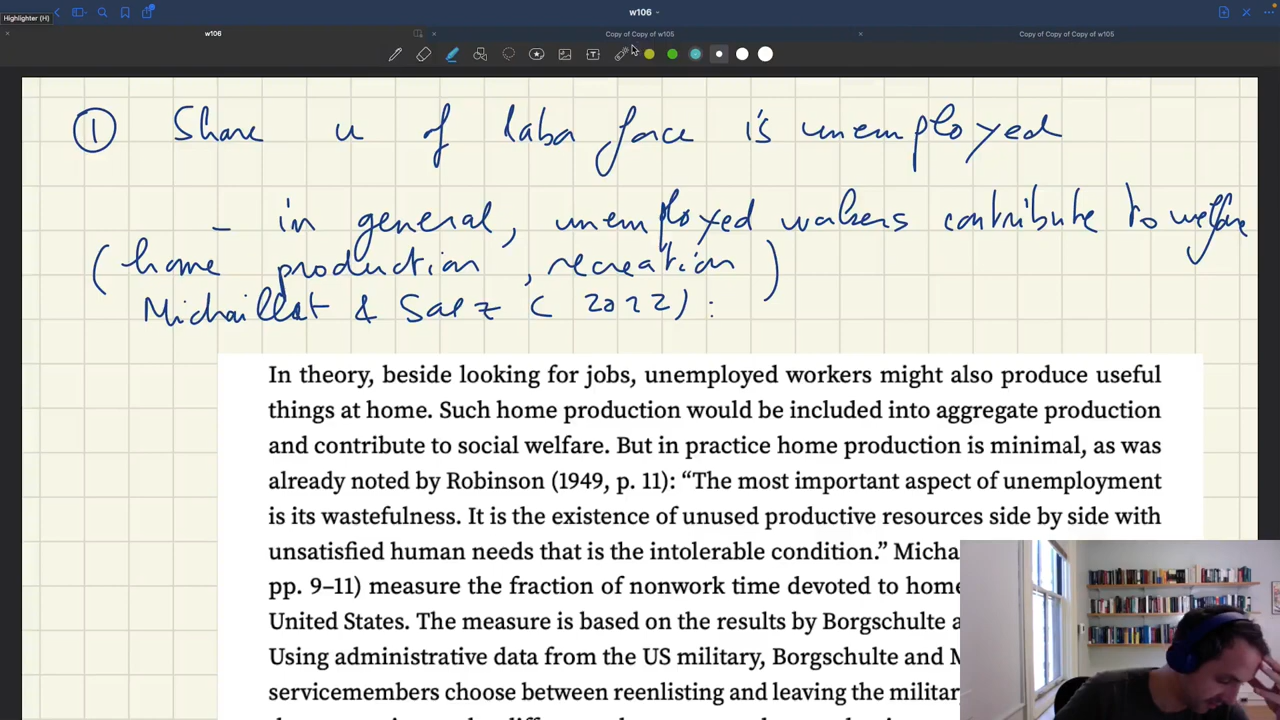 w106
Highlighter (H)
w106
Copy of Copy of w105
Copy of Copy of Copy of w105
① Share u of labor force is unemployed
- in general, unemployed workers contribute to welfare
(home production, recreation)
Michaillat & Saez (2022):
In theory, beside looking for jobs, unemployed workers might also produce useful
things at home. Such home production would be included into aggregate production
and contribute to social welfare. But in practice home production is minimal, as was
already noted by Robinson (1949, p. 11): “The most important aspect of unemployment
is its wastefulness. It is the existence of unused productive resources side by side with
unsatisfied human needs that is the intolerable condition.” Micha
pp. 9–11) measure the fraction of nonwork time devoted to home
United States. The measure is based on the results by Borgschulte a
Using administrative data from the US military, Borgschulte and M
servicemembers choose between reenlisting and leaving the military